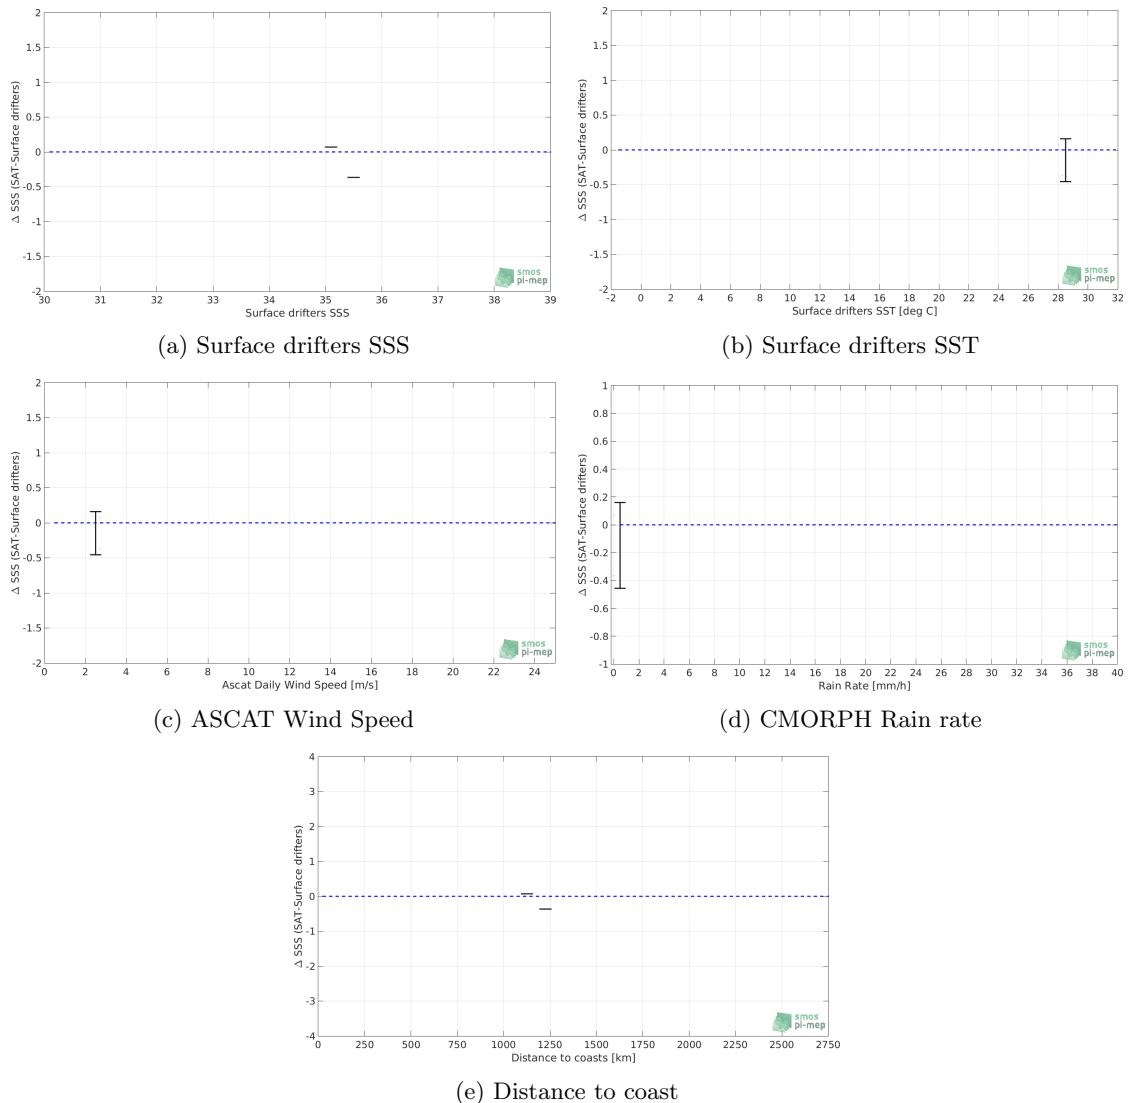 2
1.5
1
0.5
0
-0.5
-1
-1.5
-2
Δ SSS (SAT-Surface drifters)
30 31 32 33 34 35 36 37 38 39
Surface drifters SSS
smos
pi-mep
(a) Surface drifters SSS
2
1.5
1
0.5
0
-0.5
-1
-1.5
-2
Δ SSS (SAT-Surface drifters)
-2 0 2 4 6 8 10 12 14 16 18 20 22 24 26 28 30 32
Surface drifters SST [deg C]
smos
pi-mep
(b) Surface drifters SST
2
1.5
1
0.5
0
-0.5
-1
-1.5
-2
Δ SSS (SAT-Surface drifters)
0 2 4 6 8 10 12 14 16 18 20 22 24
Ascat Daily Wind Speed [m/s]
smos
pi-mep
(c) ASCAT Wind Speed
1
0.8
0.6
0.4
0.2
0
-0.2
-0.4
-0.6
-0.8
-1
Δ SSS (SAT-Surface drifters)
0 2 4 6 8 10 12 14 16 18 20 22 24 26 28 30 32 34 36 38 40
Rain Rate [mm/h]
smos
pi-mep
(d) CMORPH Rain rate
4
3
2
1
0
-1
-2
-3
-4
Δ SSS (SAT-Surface drifters)
0 250 500 750 1000 1250 1500 1750 2000 2250 2500 2750
Distance to coasts [km]
smos
pi-mep
(e) Distance to coast